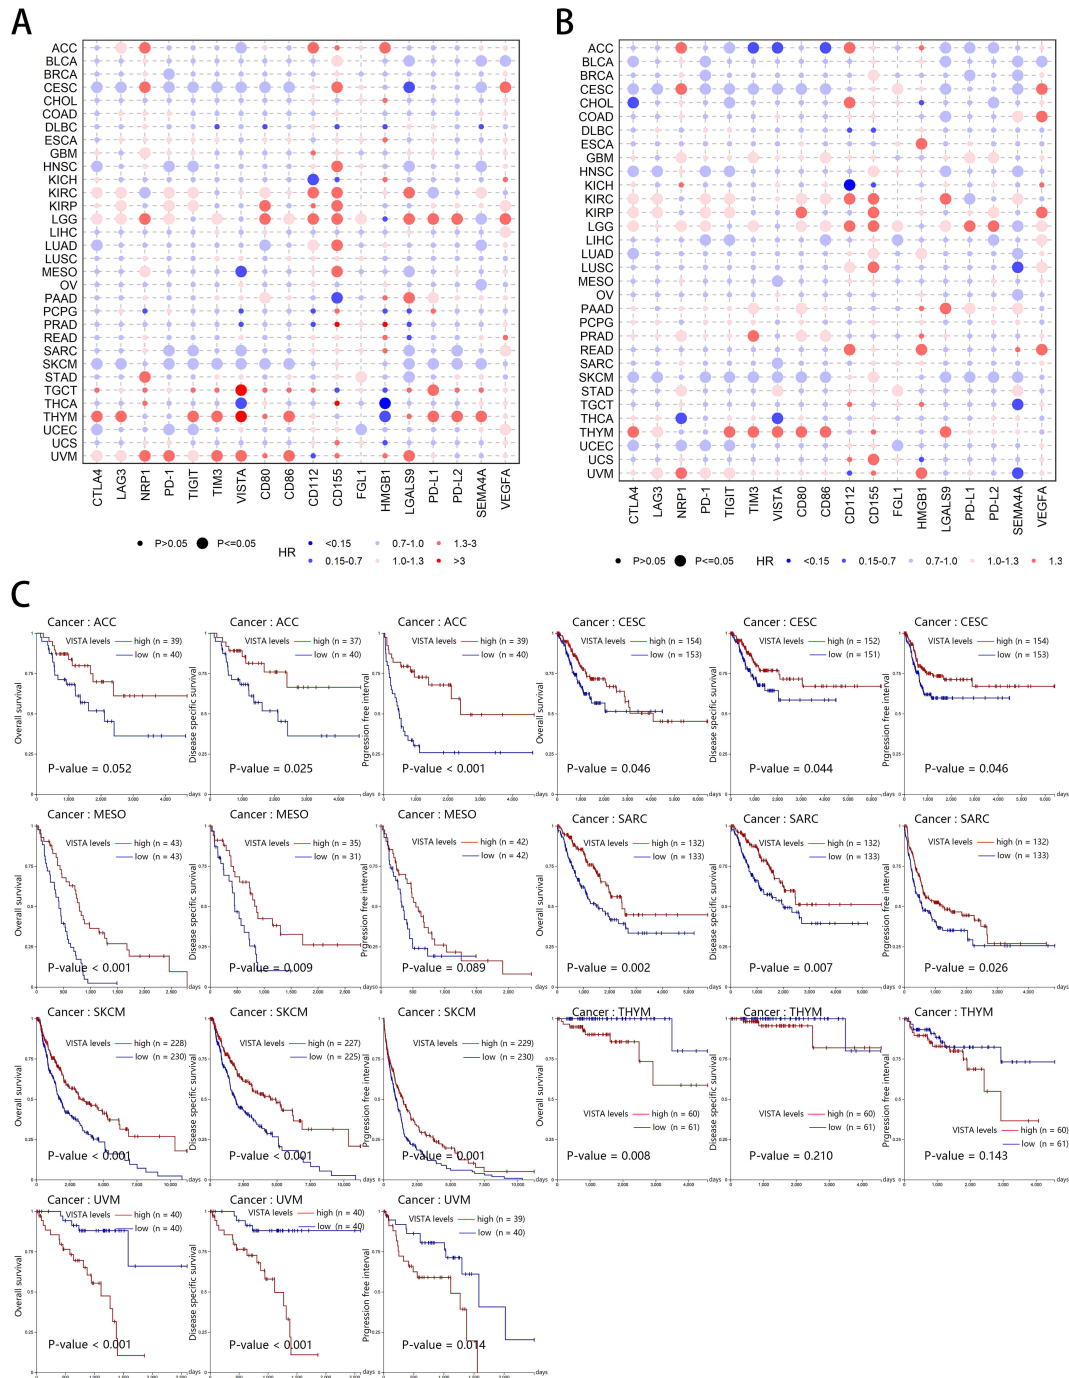 A
ACC
BLCA
BRCA
CESC
CHOL
COAD
DLBC
ESCA
GBM
HNSC
KICH
KIRC
KIRP
LGG
LIHC
LUAD
LUSC
MESO
OV
PAAD
PCPG
PRAD
READ
SARC
SKCM
STAD
TGCT
THCA
THYM
UCEC
UCS
UVM
CTLA4 LAG3 NRP1 PD-1 TIGIT TIM3 VISTA CD80 CD86 CD112 CD155 FGL1 HMGB1 LGALS9 PD-L1 PD-L2 SEMA4A VEGFA
P>0.05 P<=0.05 HR <0.15 0.7-1.0 1.3-3
0.15-0.7 1.0-1.3 >3
B
ACC
BLCA
BRCA
CESC
CHOL
COAD
DLBC
ESCA
GBM
HNSC
KICH
KIRC
KIRP
LGG
LIHC
LUAD
LUSC
MESO
OV
PAAD
PCPG
PRAD
READ
SARC
SKCM
STAD
TGCT
THCA
THYM
UCEC
UCS
UVM
CTLA4 LAG3 NRP1 PD-1 TIGIT TIM3 VISTA CD80 CD86 CD112 CD155 FGL1 HMGB1 LGALS9 PD-L1 PD-L2 SEMA4A VEGFA
P>0.05 P<=0.05 HR <0.15 0.15-0.7 0.7-1.0 1.0-1.3 1.3
C
Cancer : ACC
VISTA levels high (n = 39)
low (n = 40)
Overall survival
P-value = 0.052
Cancer : ACC
VISTA levels high (n = 37)
low (n = 40)
Disease specific survival
P-value = 0.025
Cancer : ACC
VISTA levels high (n = 39)
low (n = 40)
Prgression free interval
P-value < 0.001
Cancer : CESC
VISTA levels high (n = 154)
low (n = 153)
Overall survival
P-value = 0.046
Cancer : CESC
VISTA levels high (n = 152)
low (n = 151)
Disease specific survival
P-value = 0.044
Cancer : CESC
VISTA levels high (n = 154)
low (n = 153)
Prgression free interval
P-value = 0.046
Cancer : MESO
VISTA levels high (n = 43)
low (n = 43)
Overall survival
P-value < 0.001
Cancer : MESO
VISTA levels high (n = 35)
low (n = 31)
Disease specific survival
P-value = 0.009
Cancer : MESO
VISTA levels high (n = 42)
low (n = 42)
Prgression free interval
P-value = 0.089
Cancer : SARC
VISTA levels high (n = 132)
low (n = 133)
Overall survival
P-value = 0.002
Cancer : SARC
VISTA levels high (n = 132)
low (n = 133)
Disease specific survival
P-value = 0.007
Cancer : SARC
VISTA levels high (n = 132)
low (n = 133)
Prgression free interval
P-value = 0.026
Cancer : SKCM
VISTA levels high (n = 228)
low (n = 230)
Overall survival
P-value < 0.001
Cancer : SKCM
VISTA levels high (n = 227)
low (n = 225)
Disease specific survival
P-value < 0.001
Cancer : SKCM
VISTA levels high (n = 229)
low (n = 230)
Prgression free interval
P-value = 0.001
Cancer : THYM
VISTA levels high (n = 60)
low (n = 61)
Overall survival
P-value = 0.008
Cancer : THYM
VISTA levels high (n = 60)
low (n = 61)
Disease specific survival
P-value = 0.210
Cancer : THYM
VISTA levels high (n = 60)
low (n = 61)
Prgression free interval
P-value = 0.143
Cancer : UVM
VISTA levels high (n = 40)
low (n = 40)
Overall survival
P-value < 0.001
Cancer : UVM
VISTA levels high (n = 40)
low (n = 40)
Disease specific survival
P-value < 0.001
Cancer : UVM
VISTA levels high (n = 39)
low (n = 40)
Prgression free interval
P-value = 0.014